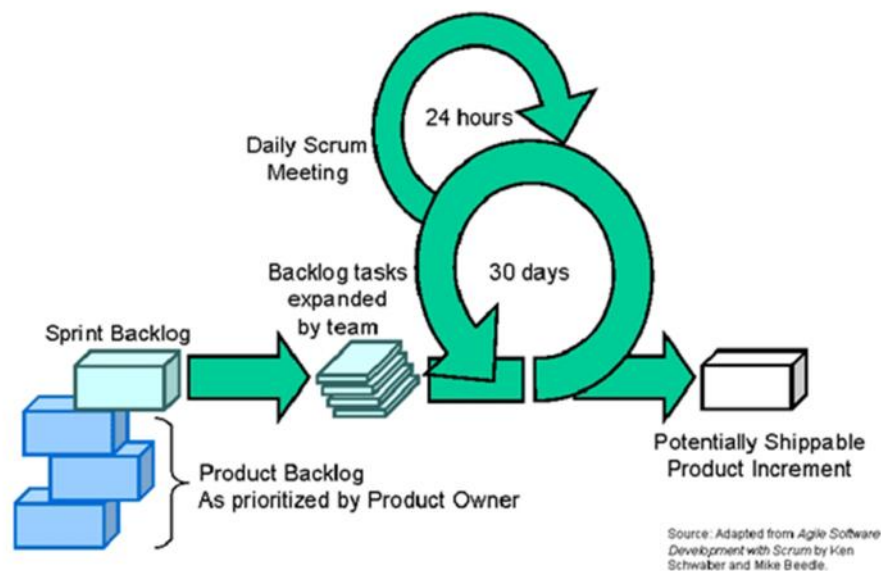 24 hours
Daily Scrum
Meeting
Backlog tasks
expanded
by team
30 days
Sprint Backlog
Product Backlog
As prioritized by Product Owner
Potentially Shippable
Product Increment
Source: Adapted from Agile Software
Development with Scrum by Ken
Schwaber and Mike Beedle.